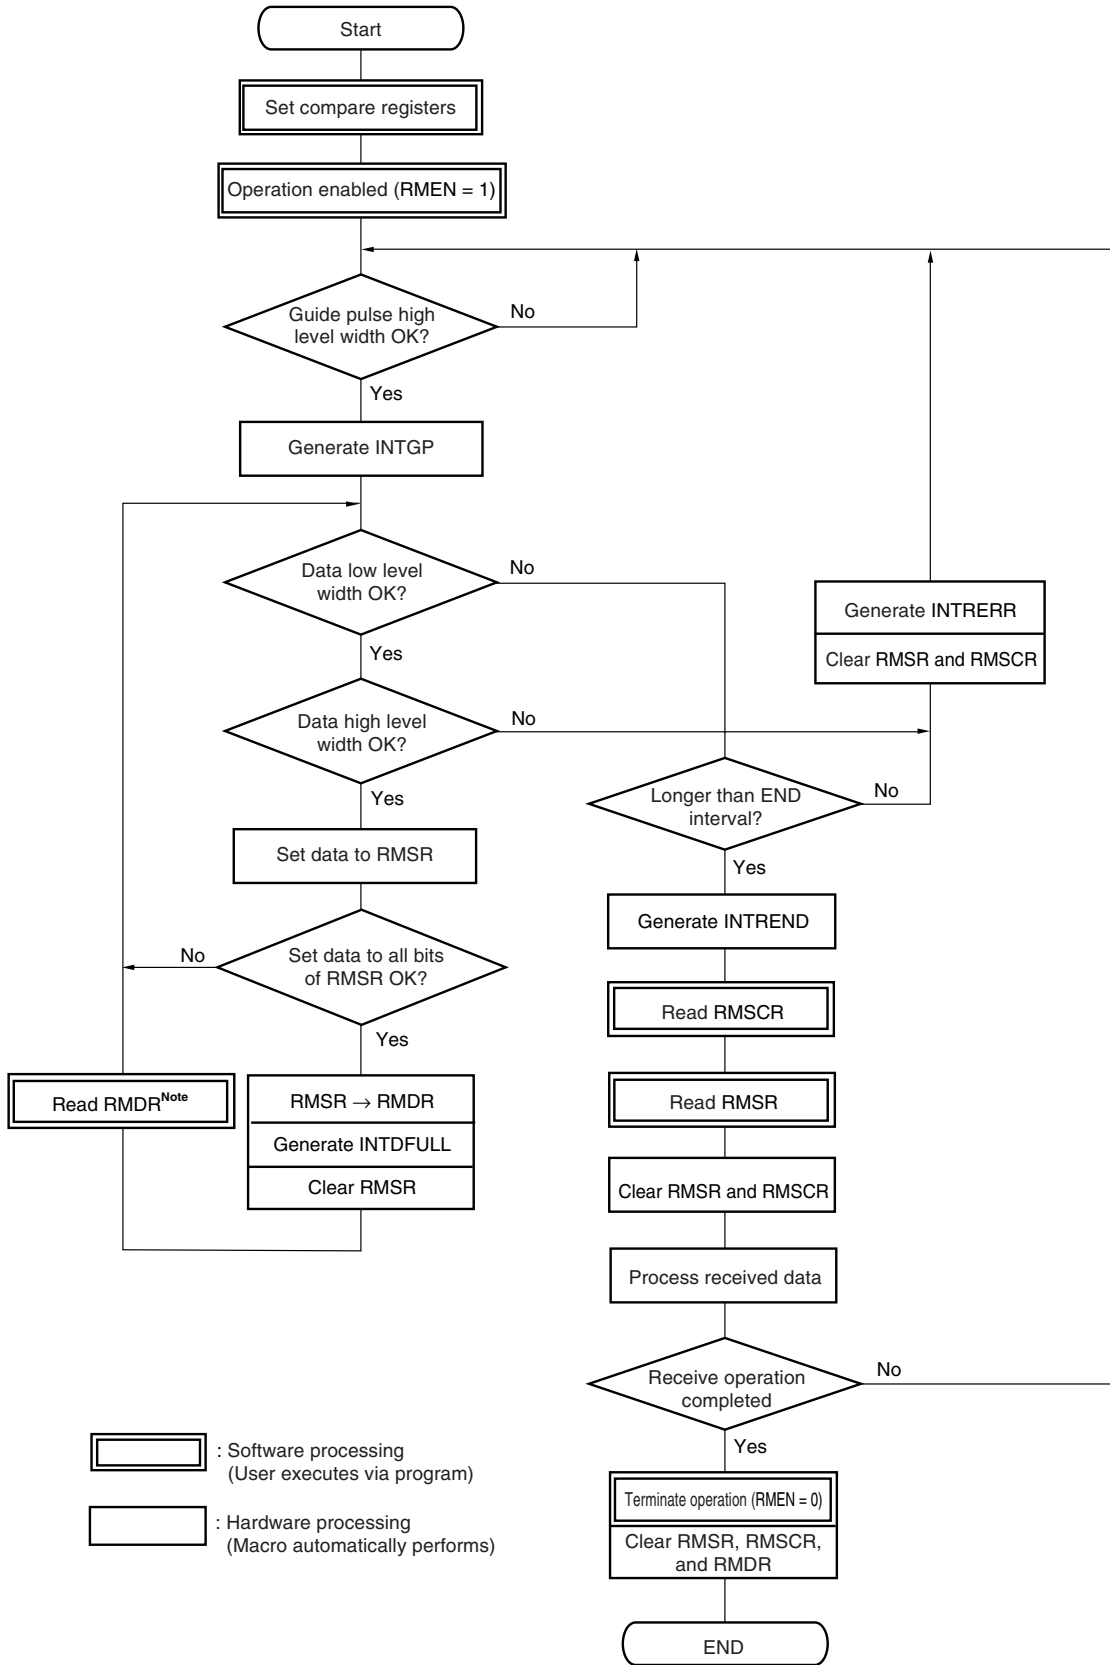 Start
Set compare registers
Operation enabled (RMEN = 1)
Guide pulse high
level width OK?
No
Yes
Generate INTGP
Data low level
width OK?
No
Yes
Generate INTRERR
Clear RMSR and RMSCR
Data high level
width OK?
No
Yes
Longer than END
interval?
No
Yes
Set data to RMSR
Generate INTREND
Set data to all bits
of RMSR OK?
No
Yes
Read RMSCR
Read RMDR^Note
RMSR → RMDR
Generate INTDFULL
Clear RMSR
Read RMSR
Clear RMSR and RMSCR
Process received data
Receive operation
completed
No
Yes
Terminate operation (RMEN = 0)
Clear RMSR, RMSCR,
and RMDR
END
: Software processing
(User executes via program)
: Hardware processing
(Macro automatically performs)